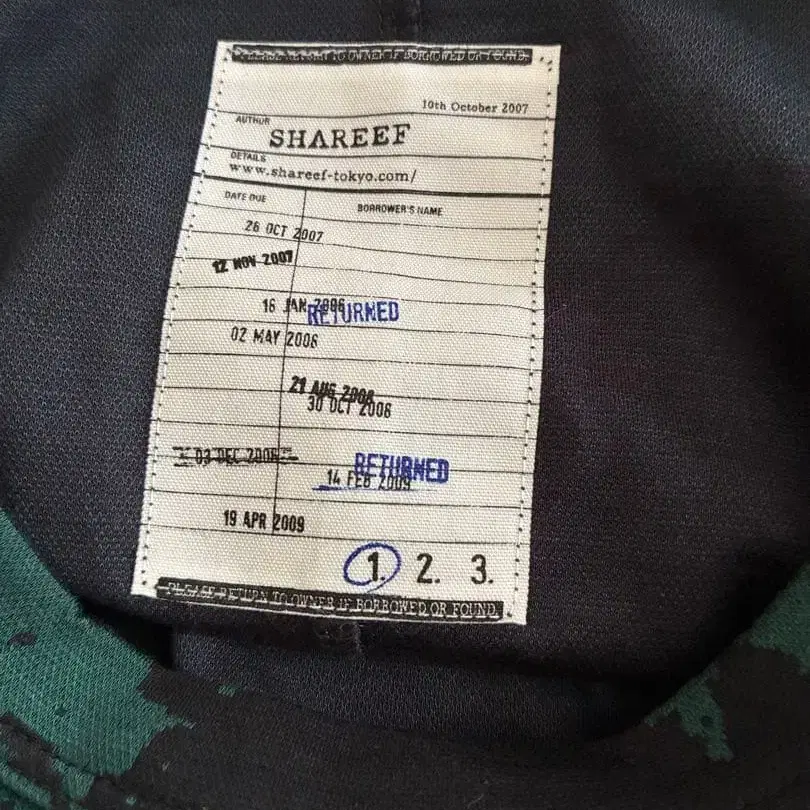 PLEASE RETURN TO OWNER IF BORROWED OR FOUND.
10th October 2007
AUTHOR
SHAREEF
DETAILS
www.shareef-tokyo.com/
DATE DUE BORROWER'S NAME
26 OCT 2007
12 NOV 2007
16 JAN 2006
RETURNED
02 MAY 2006
21 AUG 2006
30 OCT 2006
03 DEC 2006
RETURNED
14 FEB 2009
19 APR 2009
1. 2. 3.
PLEASE RETURN TO OWNER IF BORROWED OR FOUND.